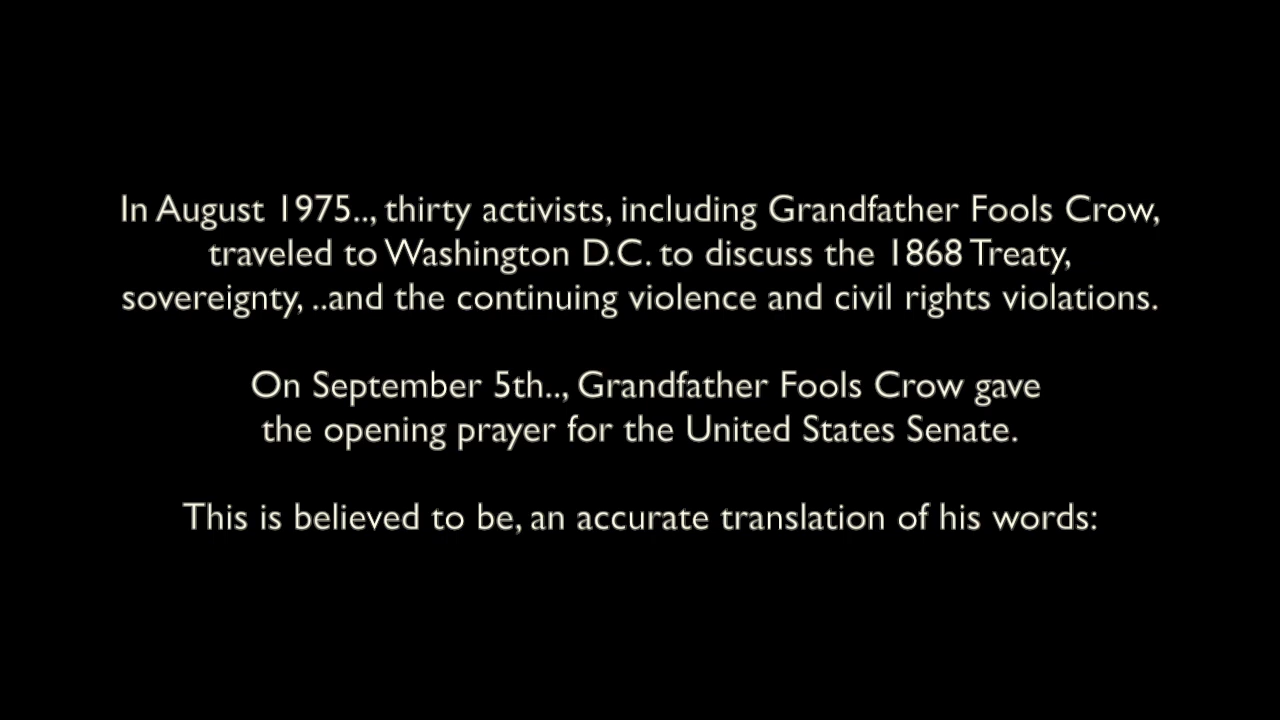 In August 1975.., thirty activists, including Grandfather Fools Crow,
traveled to Washington D.C. to discuss the 1868 Treaty,
sovereignty, ..and the continuing violence and civil rights violations.
On September 5th.., Grandfather Fools Crow gave
the opening prayer for the United States Senate.
This is believed to be, an accurate translation of his words: